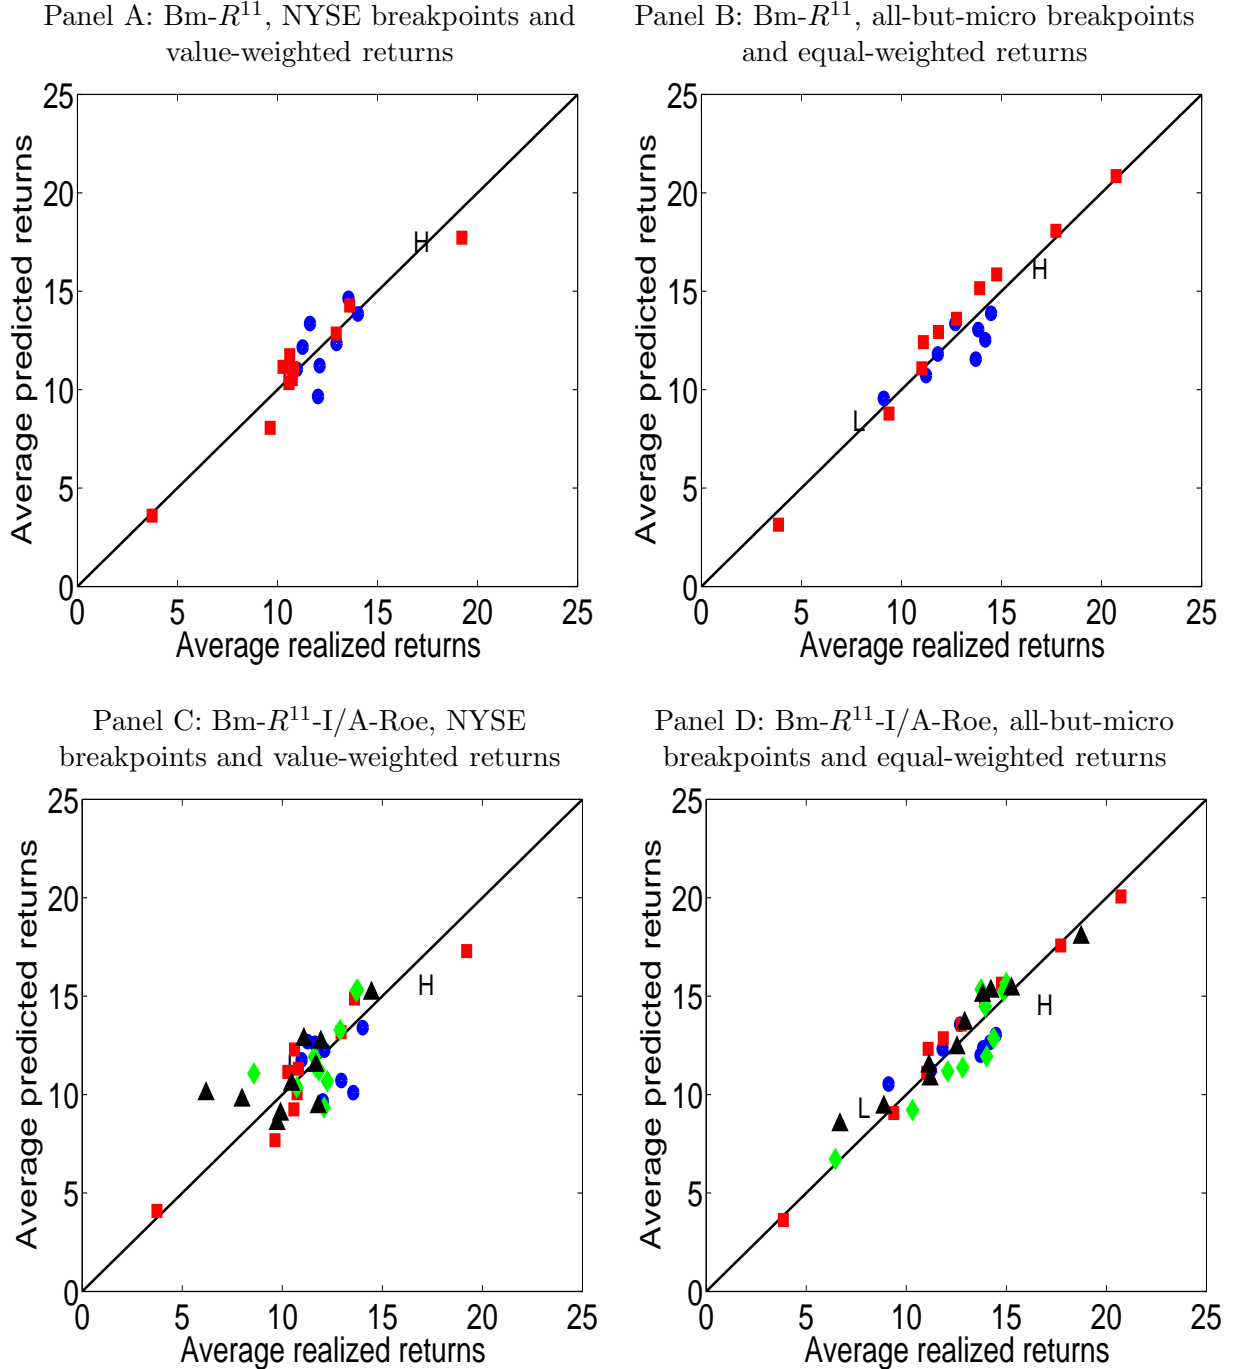 Panel A: Bm-R¹¹, NYSE breakpoints and
value-weighted returns
Panel B: Bm-R¹¹, all-but-micro breakpoints
and equal-weighted returns
25
20
15
10
5
0
0 5 10 15 20 25
Average predicted returns
Average realized returns
H
25
20
15
10
5
0
0 5 10 15 20 25
Average predicted returns
Average realized returns
H
L
Panel C: Bm-R¹¹-I/A-Roe, NYSE
breakpoints and value-weighted returns
Panel D: Bm-R¹¹-I/A-Roe, all-but-micro
breakpoints and equal-weighted returns
25
20
15
10
5
0
0 5 10 15 20 25
Average predicted returns
Average realized returns
H
25
20
15
10
5
0
0 5 10 15 20 25
Average predicted returns
Average realized returns
H
L